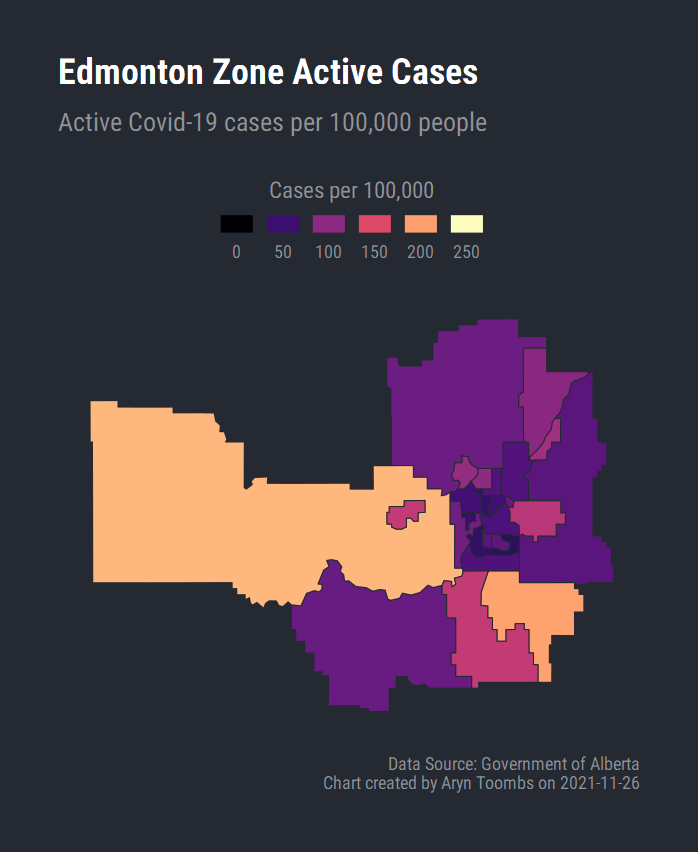 Edmonton Zone Active Cases
Active Covid-19 cases per 100,000 people
Cases per 100,000
0 50 100 150 200 250
Data Source: Government of Alberta
Chart created by Aryn Toombs on 2021-11-26